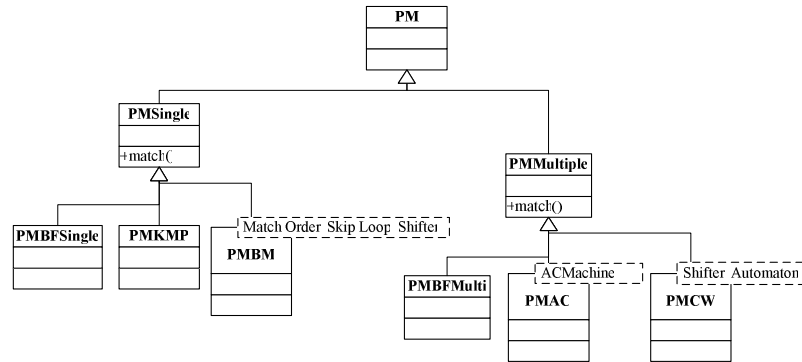 PM
PMSingle
+match(
PMMultiple
+match()
PMBFSingle
PMKMP
Match Order Skip Loop Shifter
PMBM
PMBFMulti
ACMachine
PMAC
Shifter Automaton
PMCW